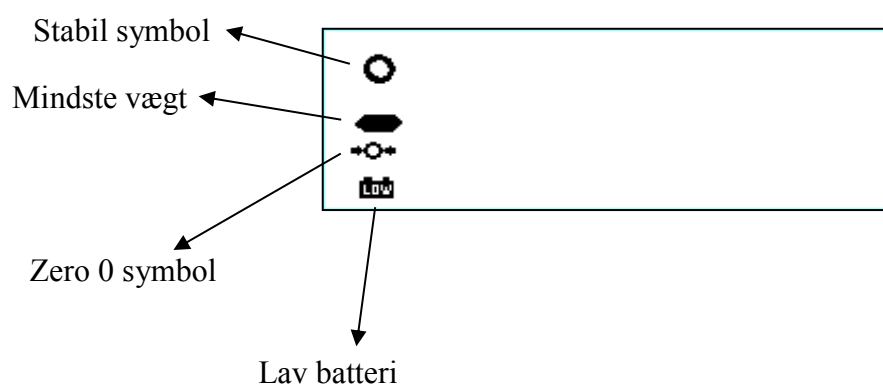 Stabil symbol
Mindste vægt
LOW
Zero 0 symbol
Lav batteri